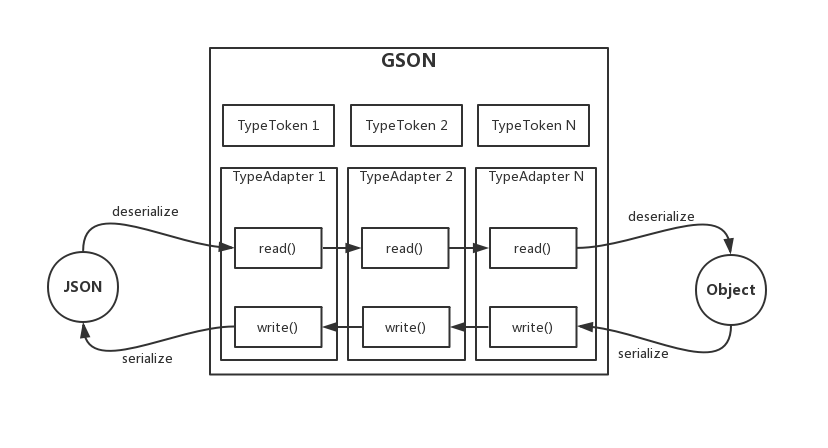 GSON
TypeToken 1
TypeToken 2
TypeToken N
TypeAdapter 1
TypeAdapter 2
TypeAdapter N
deserialize
deserialize
read()
read()
read()
JSON
Object
write()
write()
write()
serialize
serialize